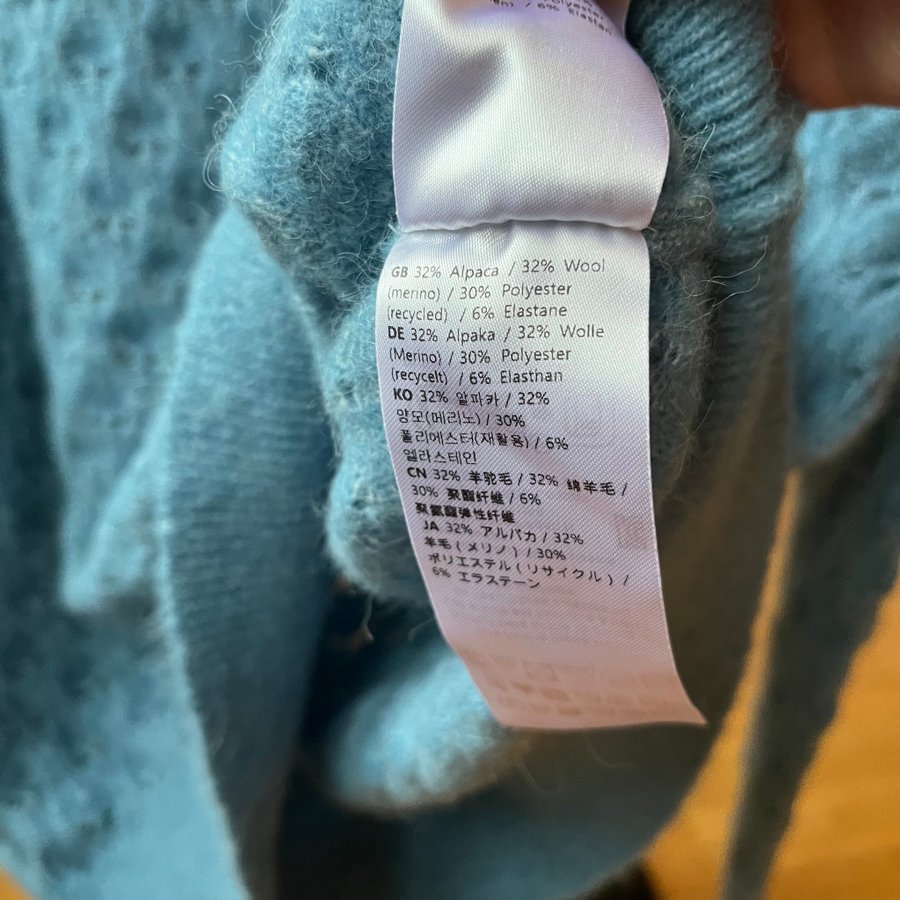 / 6% Elastan
GB 32% Alpaca / 32% Wool
(merino) / 30% Polyester
(recycled) / 6% Elastane
DE 32% Alpaka / 32% Wolle
(Merino) / 30% Polyester
(recycelt) / 6% Elasthan
KO 32% 알파카 / 32%
양모(메리노) / 30%
폴리에스터(재활용) / 6%
엘라스테인
CN 32% 羊驼毛 / 32% 绵羊毛 /
30% 聚酯纤维 / 6%
聚氨酯弹性纤维
JA 32% アルパカ / 32%
羊毛 ( メリノ ) / 30%
ポリエステル ( リサイクル ) /
6% エラステーン